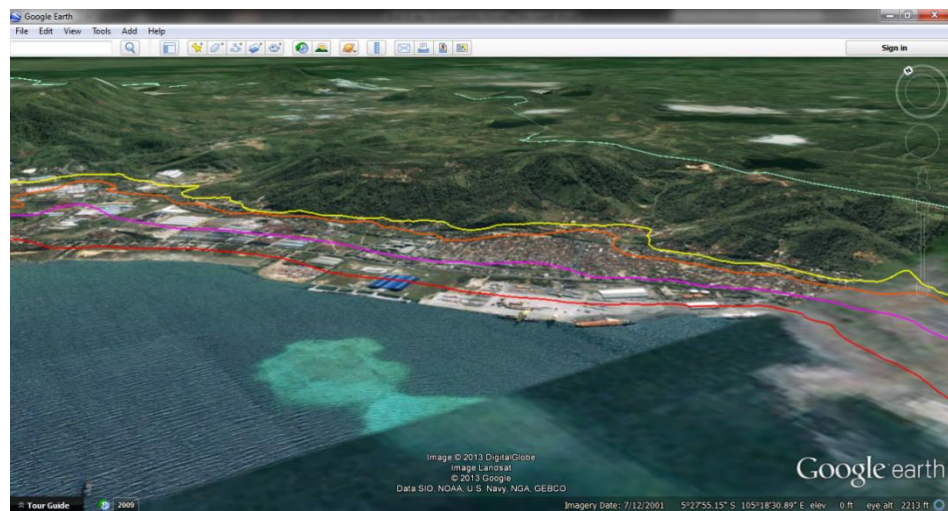 Google Earth
File Edit View Tools Add Help
Sign in
N
Image © 2013 DigitalGlobe
Image Landsat
© 2013 Google
Data SIO, NOAA, U.S. Navy, NGA, GEBCO
Google earth
Tour Guide 2009 Imagery Date: 7/12/2001 5°27'55.15" S 105°18'30.89" E elev 0 ft eye alt 2213 ft